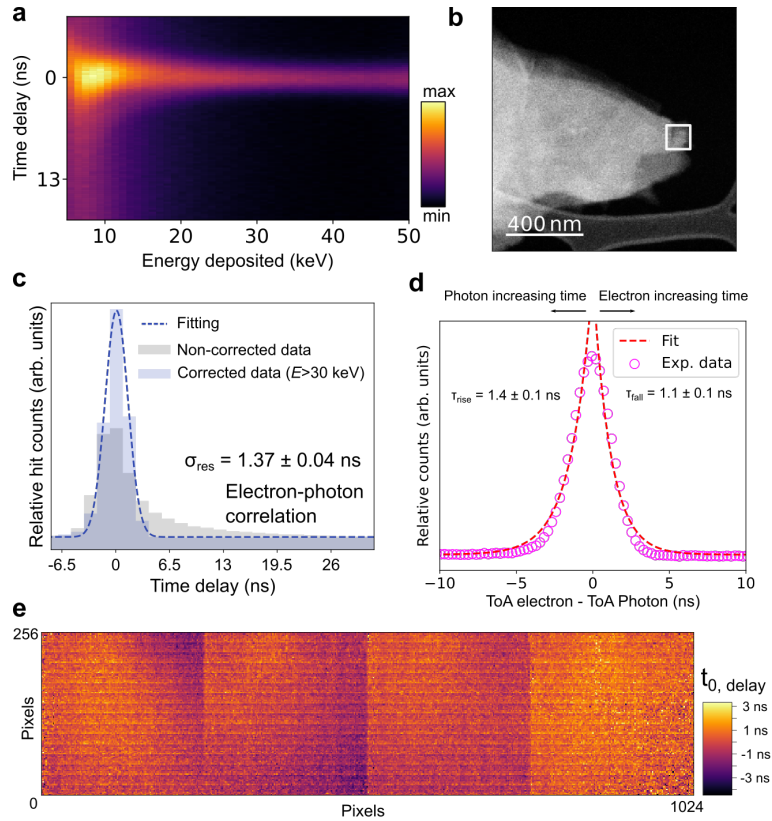 a
Time delay (ns)
0
13
10 20 30 40 50
Energy deposited (keV)
max
min
b
400 nm
c
Relative hit counts (arb. units)
Fitting
Non-corrected data
Corrected data (E>30 keV)
σres = 1.37 ± 0.04 ns
Electron-photon
correlation
-6.5 0 6.5 13 19.5 26
Time delay (ns)
d
Photon increasing time Electron increasing time
Relative counts (arb. units)
Fit
Exp. data
τrise = 1.4 ± 0.1 ns
τfall = 1.1 ± 0.1 ns
−10 −5 0 5 10
ToA electron - ToA Photon (ns)
e
256
Pixels
0
Pixels
1024
t0, delay
3 ns
1 ns
-1 ns
-3 ns